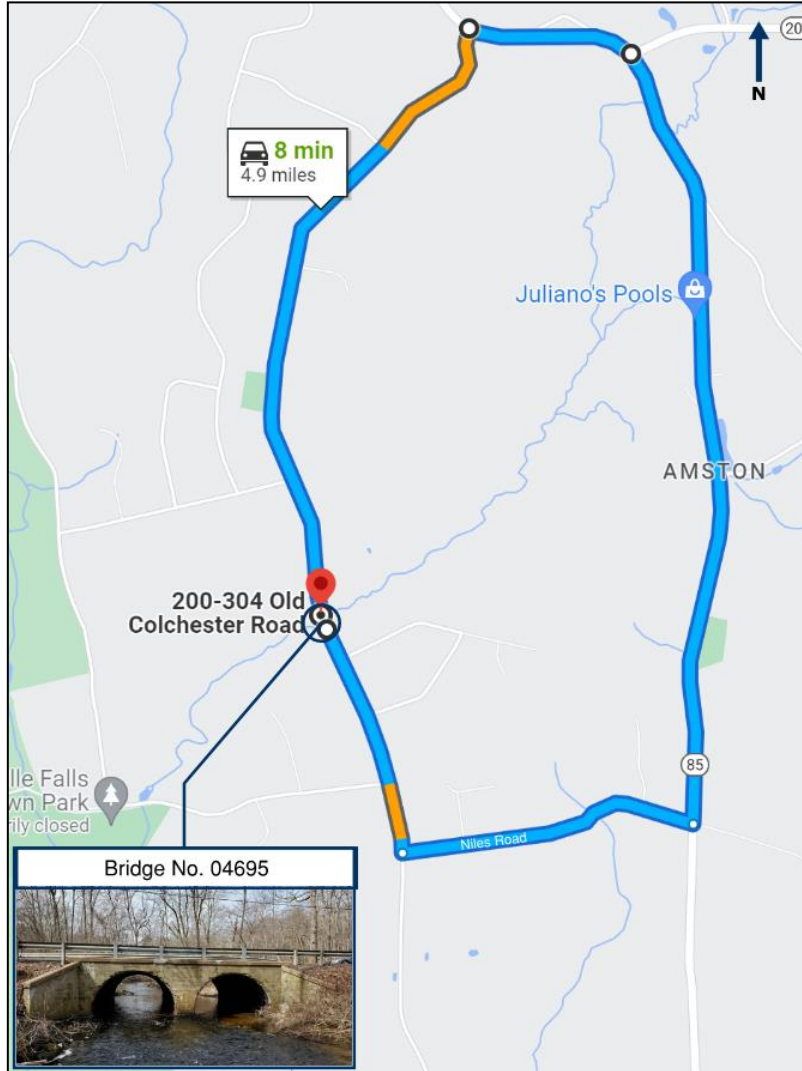 20
N
8 min
4.9 miles
Juliano's Pools
AMSTON
200-304 Old
Colchester Road
85
lle Falls
wn Park
rily closed
Niles Road
Bridge No. 04695